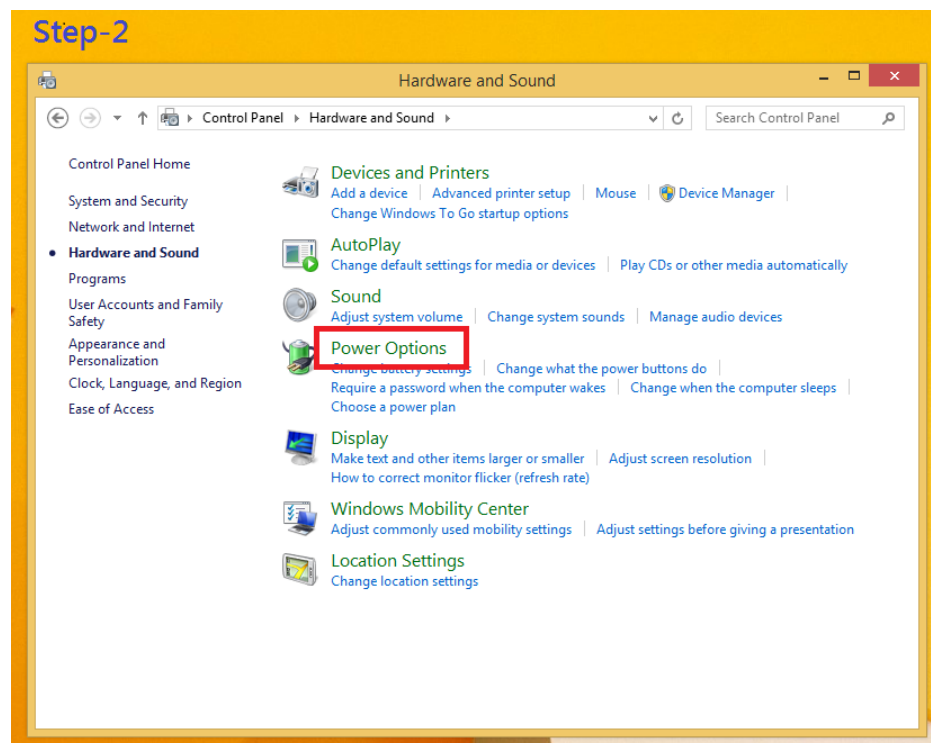 Step-2
Hardware and Sound
Control Panel Hardware and Sound
Search Control Panel
Control Panel Home
System and Security
Network and Internet
Hardware and Sound
Programs
User Accounts and Family
Safety
Appearance and
Personalization
Clock, Language, and Region
Ease of Access
Devices and Printers
Add a device Advanced printer setup Mouse Device Manager
Change Windows To Go startup options
AutoPlay
Change default settings for media or devices Play CDs or other media automatically
Sound
Adjust system volume Change system sounds Manage audio devices
Power Options
Change battery settings Change what the power buttons do
Require a password when the computer wakes Change when the computer sleeps
Choose a power plan
Display
Make text and other items larger or smaller Adjust screen resolution
How to correct monitor flicker (refresh rate)
Windows Mobility Center
Adjust commonly used mobility settings Adjust settings before giving a presentation
Location Settings
Change location settings